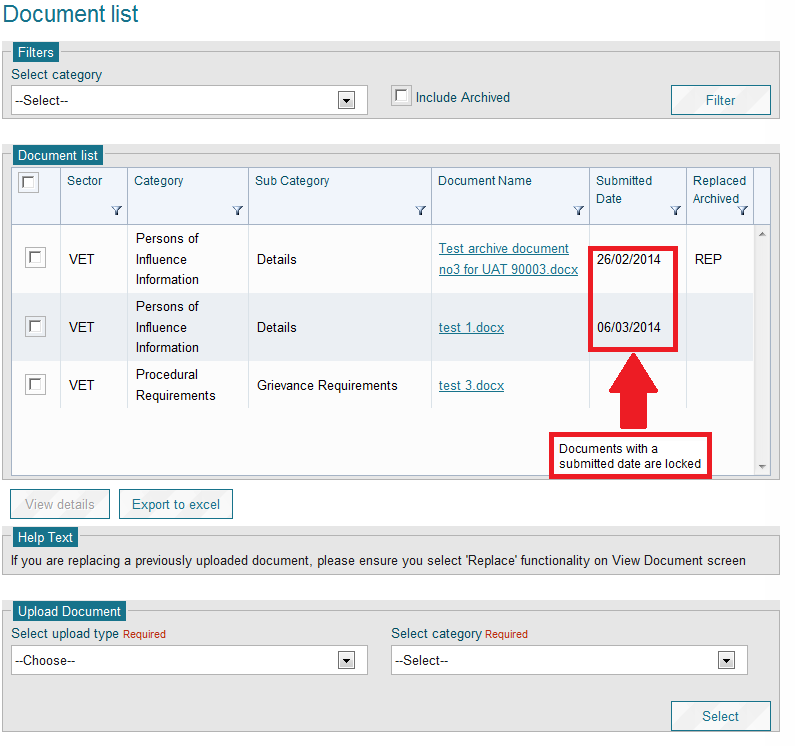 Document list
Filters
Select category
--Select--
Include Archived
Filter
Document list
Sector
Category
Sub Category
Document Name
Submitted
Date
Replaced
Archived
VET
Persons of
Influence
Information
Details
Test archive document
no3 for UAT 90003.docx
26/02/2014
REP
VET
Persons of
Influence
Information
Details
test 1.docx
06/03/2014
VET
Procedural
Requirements
Grievance Requirements
test 3.docx
Documents with a
submitted date are locked
View details
Export to excel
Help Text
If you are replacing a previously uploaded document, please ensure you select 'Replace' functionality on View Document screen
Upload Document
Select upload type Required
Select category Required
--Choose--
--Select--
Select